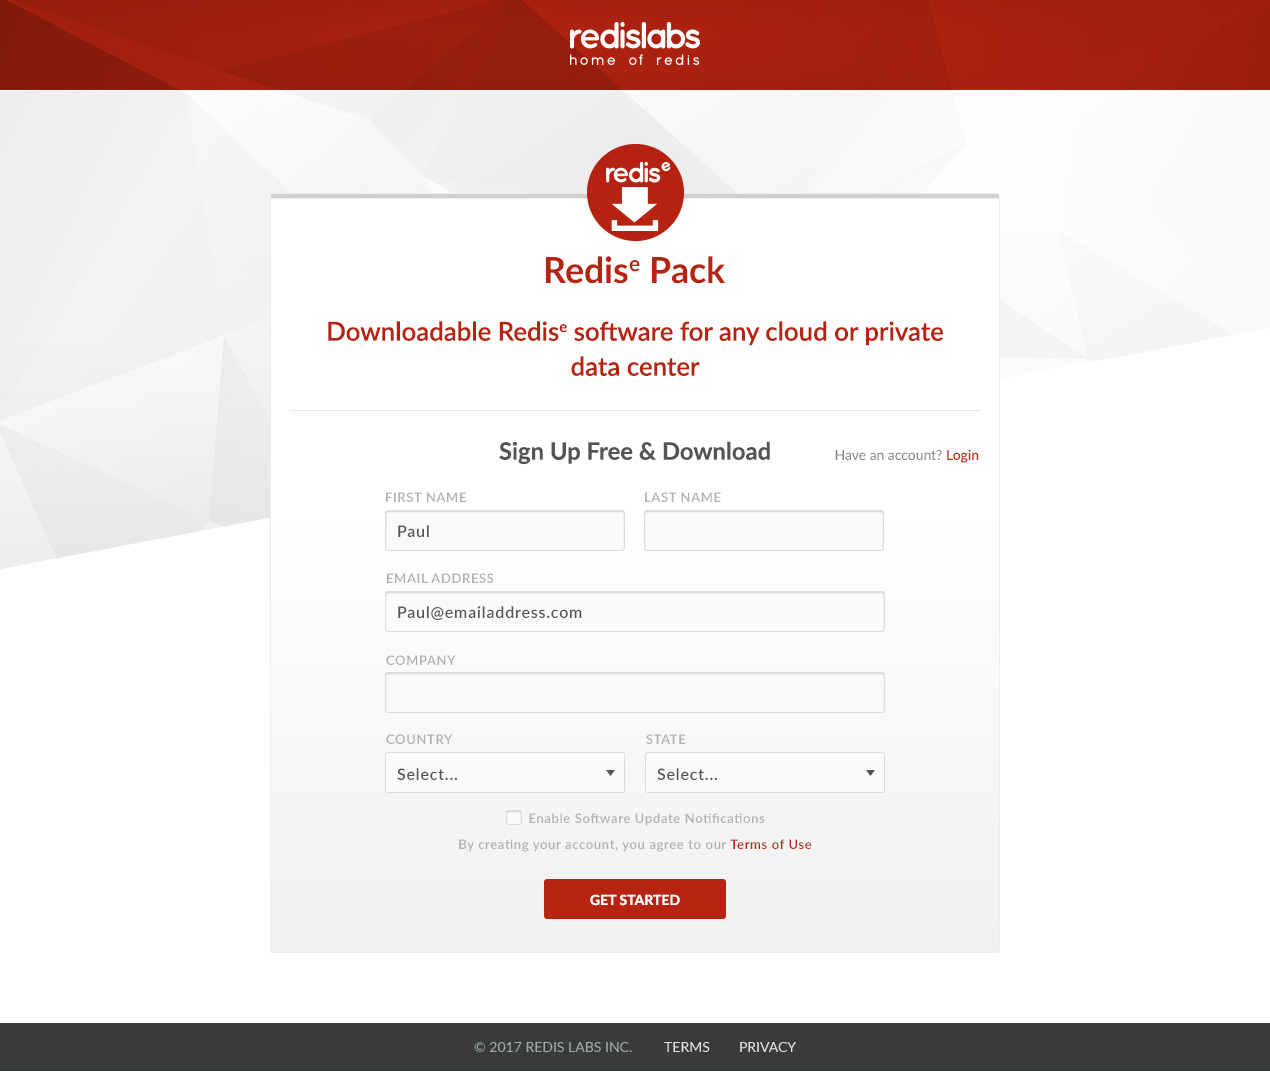 redislabs
home of redis
redisᵉ
Redisᵉ Pack
Downloadable Redisᵉ software for any cloud or private
data center
Sign Up Free & Download
Have an account? Login
FIRST NAME
LAST NAME
Paul
EMAIL ADDRESS
Paul@emailaddress.com
COMPANY
COUNTRY
STATE
Select...
Select...
Enable Software Update Notifications
By creating your account, you agree to our Terms of Use
GET STARTED
© 2017 REDIS LABS INC. TERMS PRIVACY